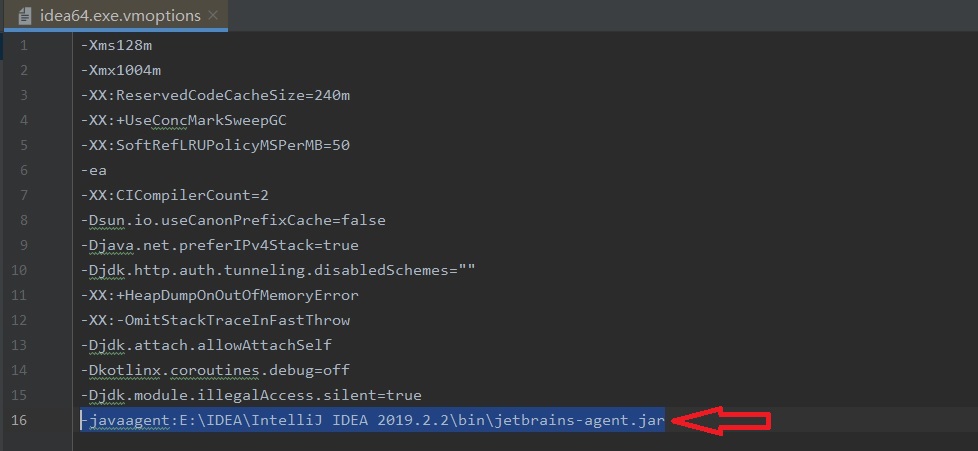 idea64.exe.vmoptions
1 -Xms128m
2 -Xmx1004m
3 -XX:ReservedCodeCacheSize=240m
4 -XX:+UseConcMarkSweepGC
5 -XX:SoftRefLRUPolicyMSPerMB=50
6 -ea
7 -XX:CICompilerCount=2
8 -Dsun.io.useCanonPrefixCache=false
9 -Djava.net.preferIPv4Stack=true
10 -Djdk.http.auth.tunneling.disabledSchemes=""
11 -XX:+HeapDumpOnOutOfMemoryError
12 -XX:-OmitStackTraceInFastThrow
13 -Djdk.attach.allowAttachSelf
14 -Dkotlinx.coroutines.debug=off
15 -Djdk.module.illegalAccess.silent=true
16 -javaagent:E:\IDEA\IntelliJ IDEA 2019.2.2\bin\jetbrains-agent.jar